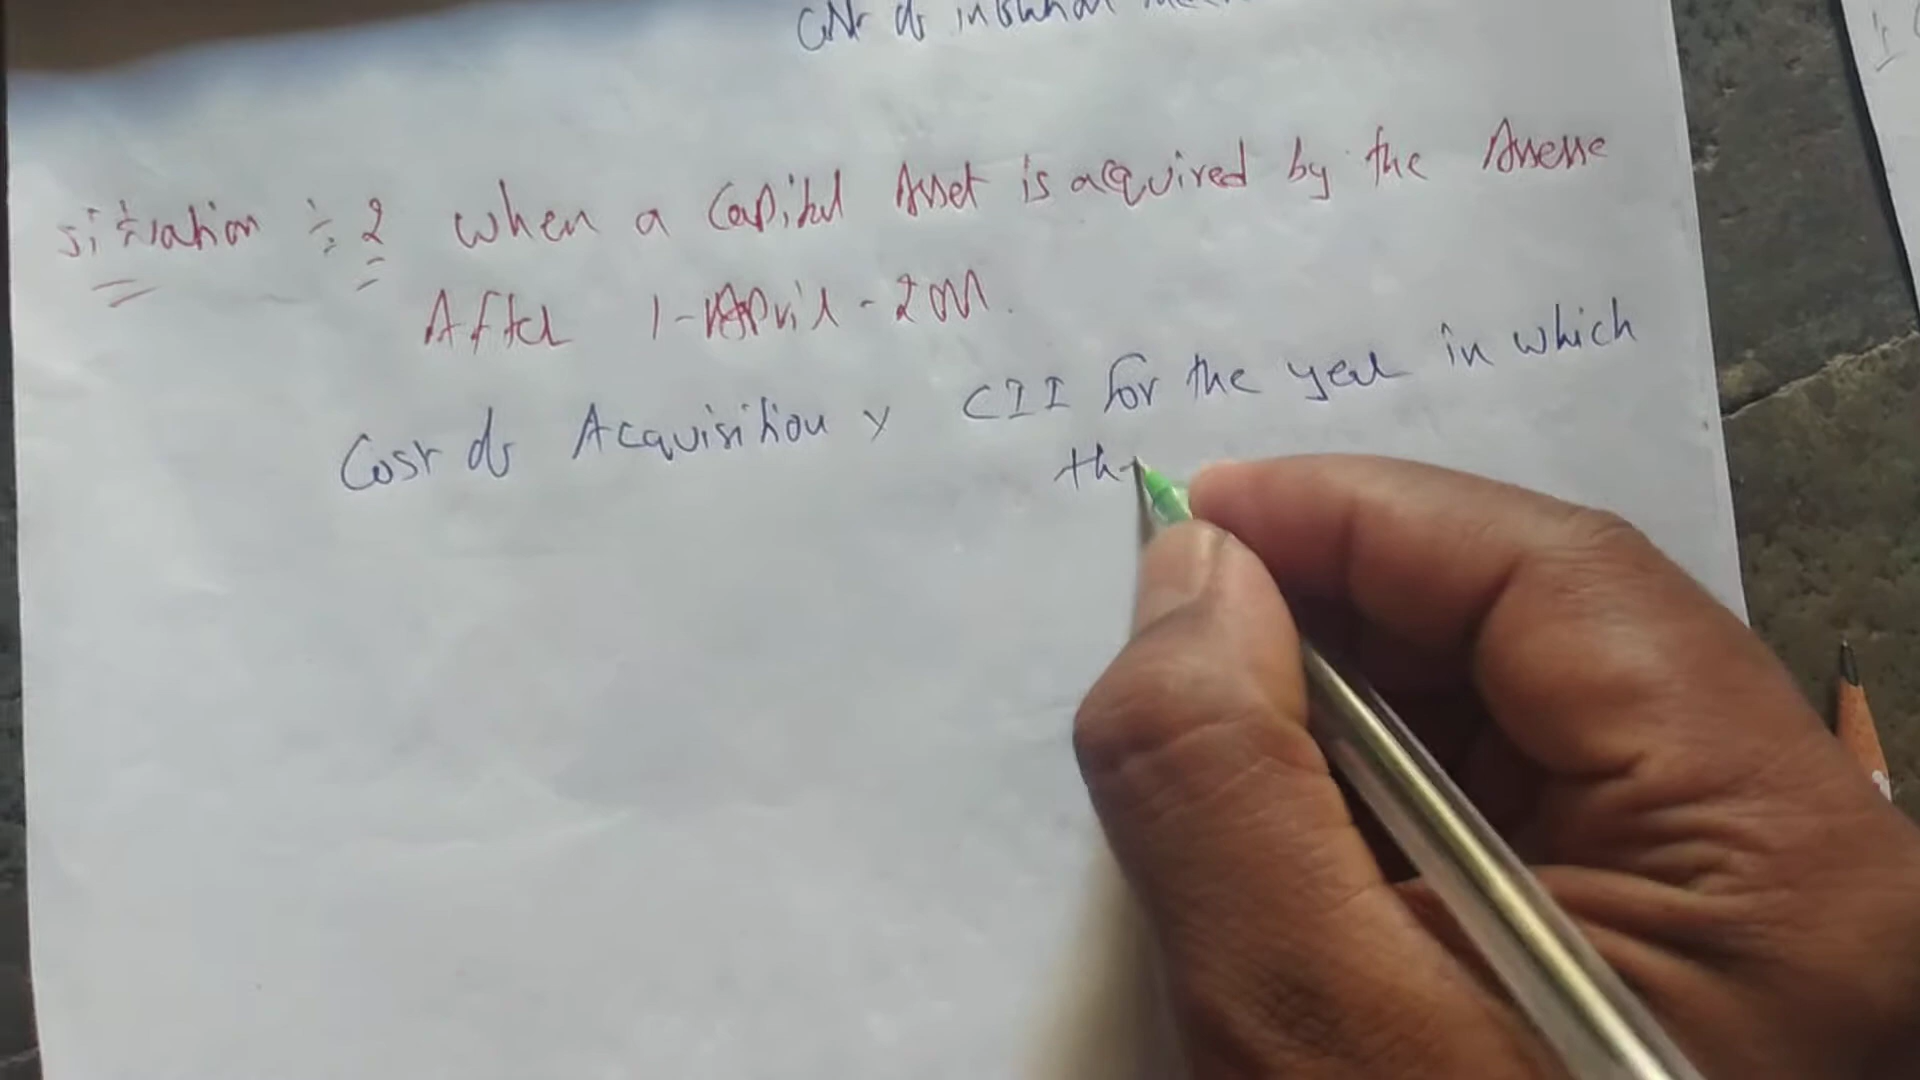 situation :- 2 when a Capital Asset is acquired by the Assesse
After 1-April-2001.
Cost of Acquisition x CII for the year in which
the